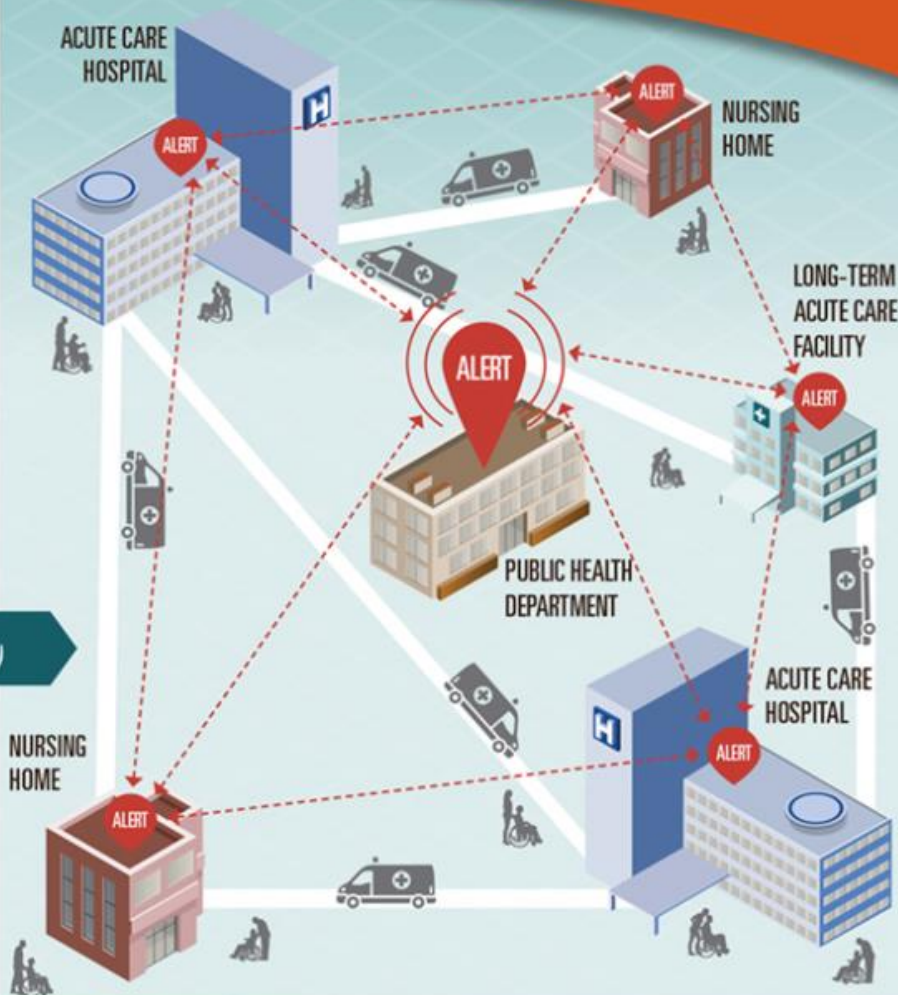 ACUTE CARE
HOSPITAL
H
ALERT
ALERT
NURSING
HOME
LONG-TERM
ACUTE CARE
FACILITY
ALERT
ALERT
PUBLIC HEALTH
DEPARTMENT
ACUTE CARE
HOSPITAL
H
ALERT
NURSING
HOME
ALERT